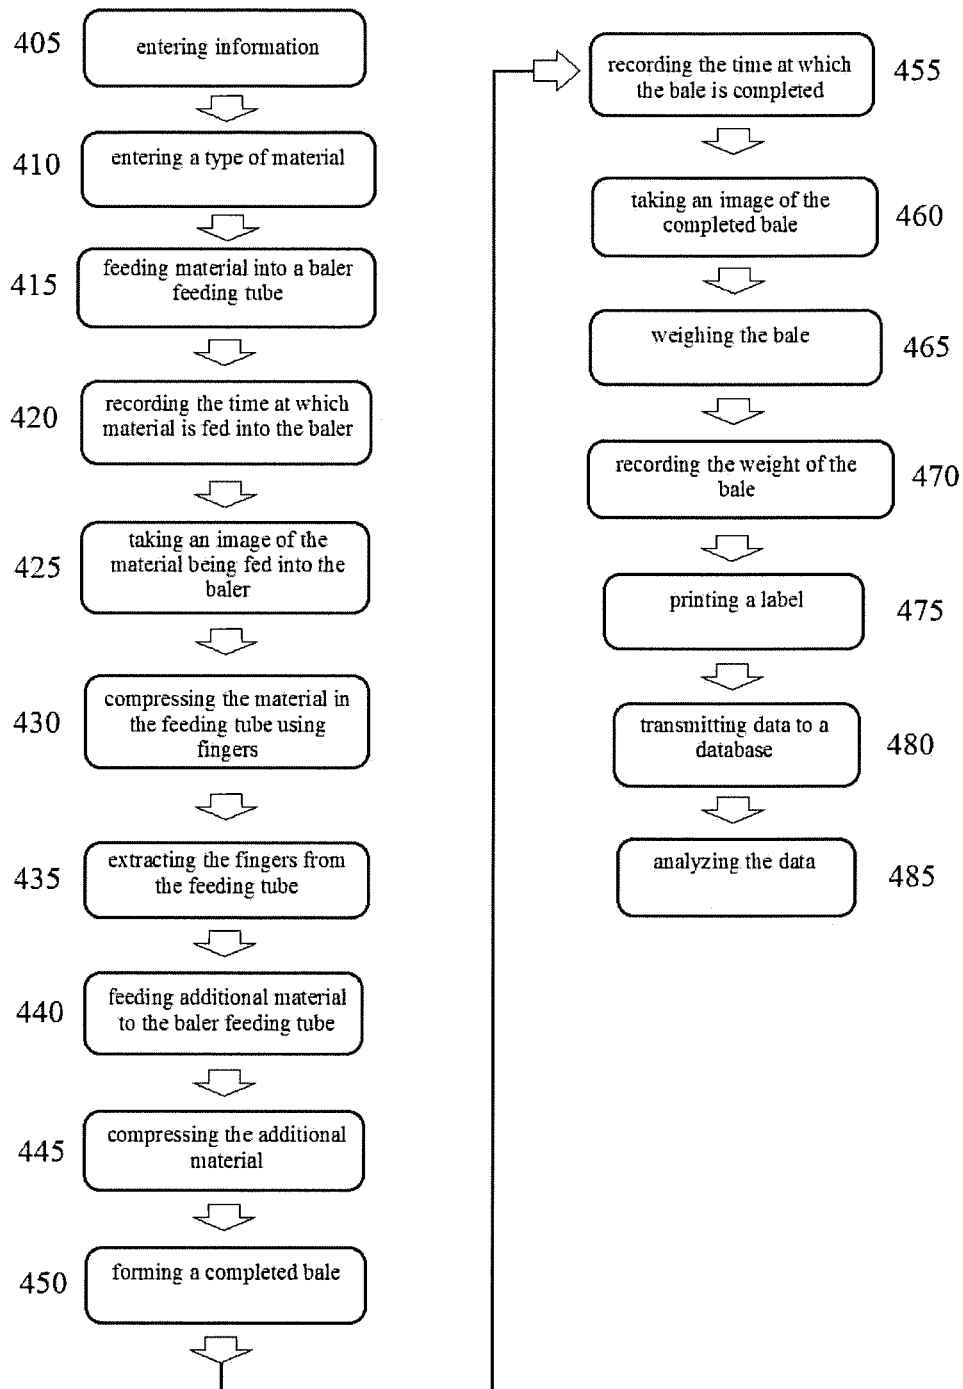 405
entering information
410
entering a type of material
415
feeding material into a baler
feeding tube
420
recording the time at which
material is fed into the baler
425
taking an image of the
material being fed into the
baler
430
compressing the material in
the feeding tube using
fingers
435
extracting the fingers from
the feeding tube
440
feeding additional material
to the baler feeding tube
445
compressing the additional
material
450
forming a completed bale
recording the time at which
the bale is completed
455
taking an image of the
completed bale
460
weighing the bale
465
recording the weight of the
bale
470
printing a label
475
transmitting data to a
database
480
analyzing the data
485